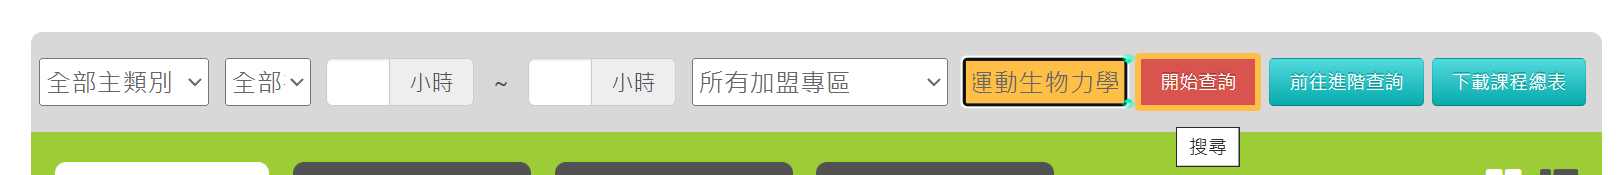 全部主類別 全部 小時 ~ 小時 所有加盟專區 運動生物力學 開始查詢 前往進階查詢 下載課程總表
搜尋